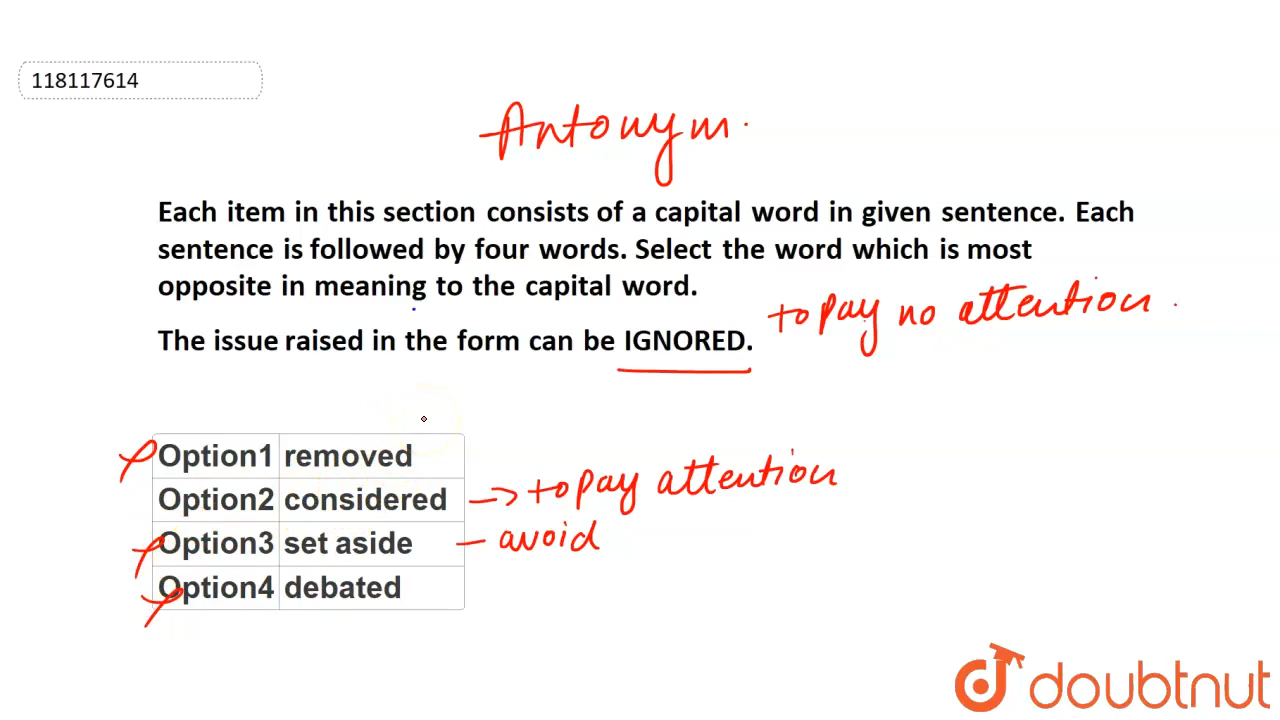 118117614
Antonym.
Each item in this section consists of a capital word in given sentence. Each
sentence is followed by four words. Select the word which is most
opposite in meaning to the capital word.
to pay no attention.
The issue raised in the form can be IGNORED.
Option1 removed
Option2 considered → to pay attention
Option3 set aside – avoid
Option4 debated
doubtnut